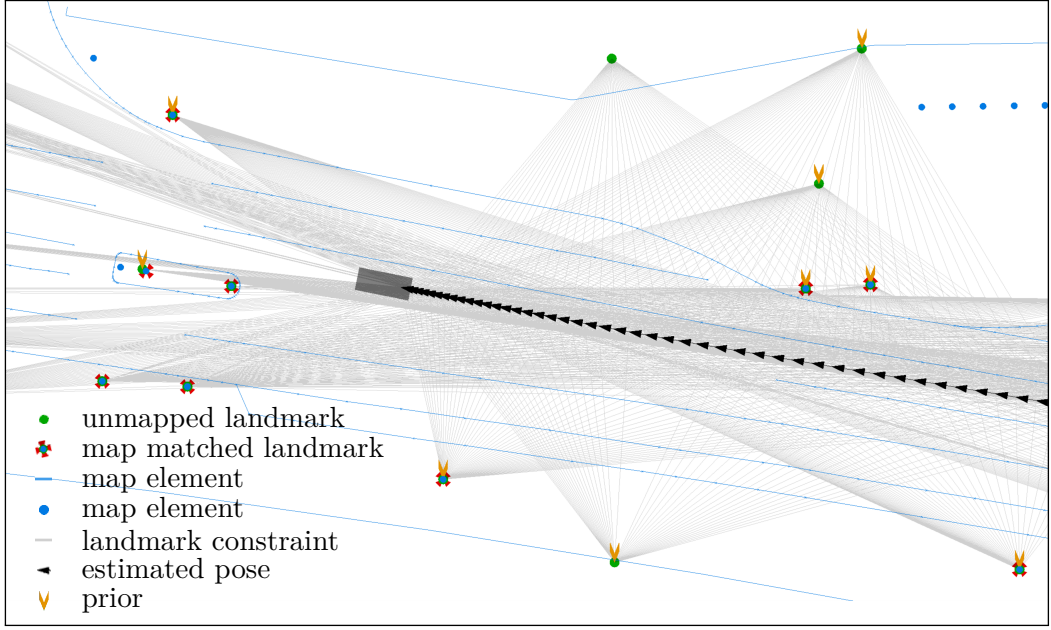 unmapped landmark
map matched landmark
map element
map element
landmark constraint
estimated pose
prior